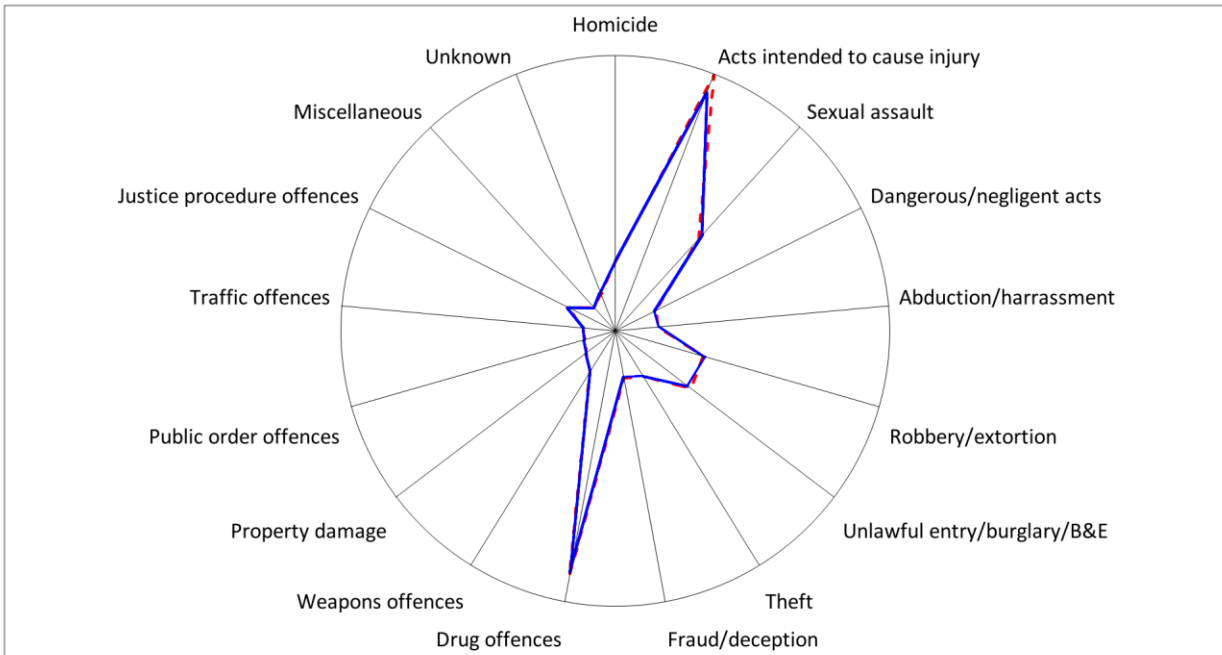 Homicide
Unknown
Acts intended to cause injury
Miscellaneous
Sexual assault
Justice procedure offences
Dangerous/negligent acts
Traffic offences
Abduction/harrassment
Public order offences
Robbery/extortion
Property damage
Unlawful entry/burglary/B&E
Weapons offences
Theft
Drug offences
Fraud/deception